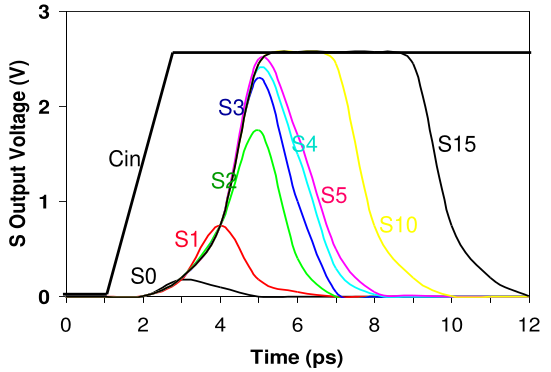 3
2
1
0
S Output Voltage (V)
Cin
S3
S4
S15
S2
S5
S10
S1
S0
0 2 4 6 8 10 12
Time (ps)